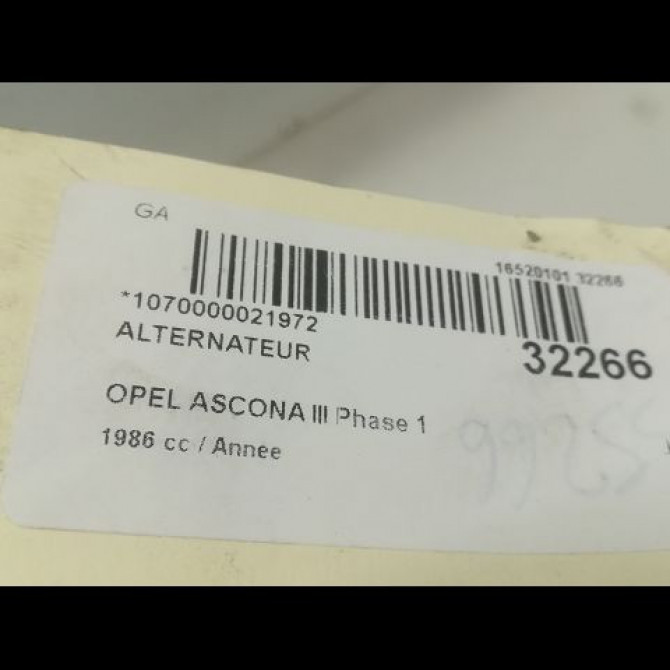 GA
16520101 32266
*1070000021972
32266
ALTERNATEUR
OPEL ASCONA III Phase 1
1986 cc / Annee